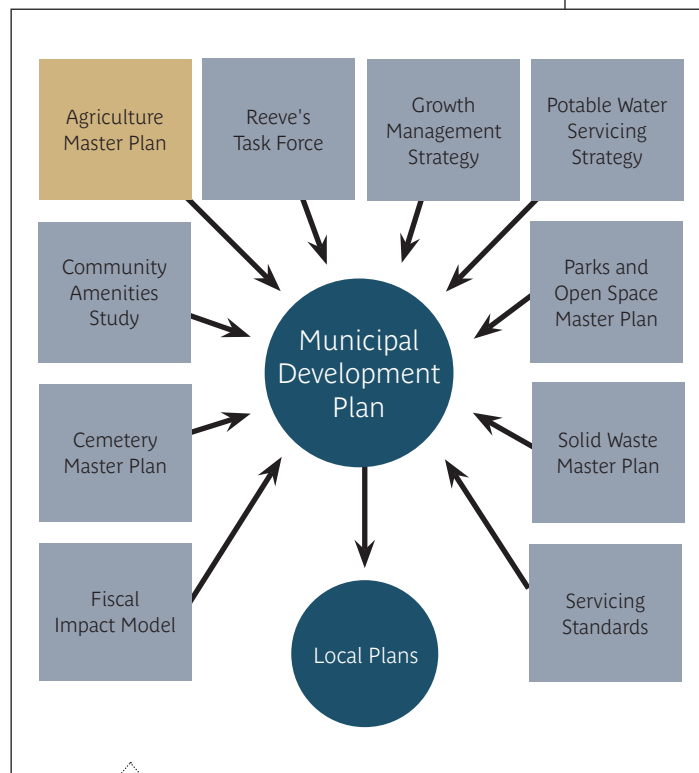 Agriculture
Master Plan
Reeve's
Task Force
Growth
Management
Strategy
Potable Water
Servicing
Strategy
Community
Amenities
Study
Parks and
Open Space
Master Plan
Municipal
Development
Plan
Cemetery
Master Plan
Solid Waste
Master Plan
Fiscal
Impact Model
Servicing
Standards
Local Plans